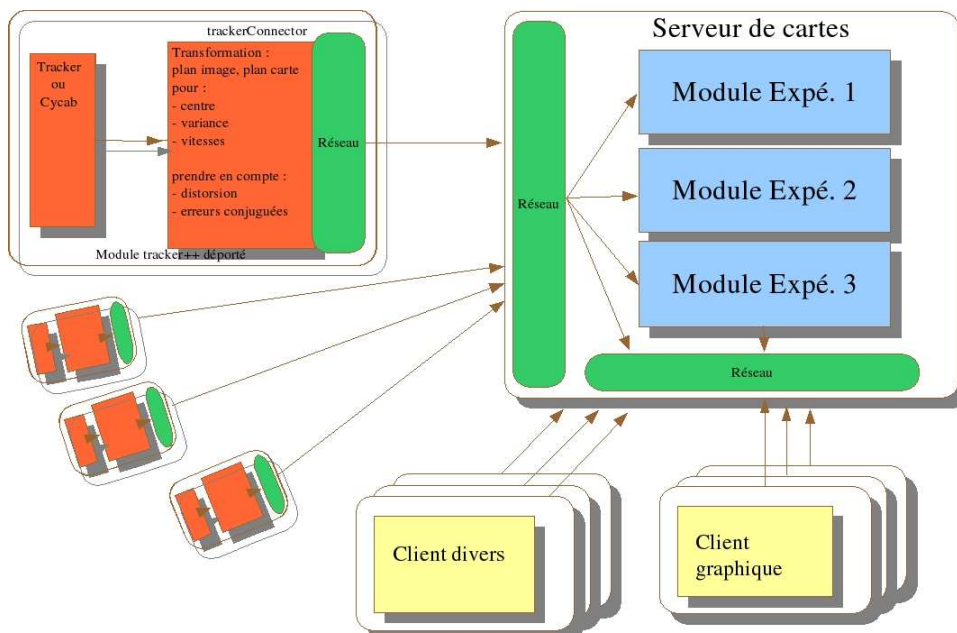 trackerConnector
Tracker
ou
Cycab
Transformation :
plan image, plan carte
pour :
- centre
- variance
- vitesses
prendre en compte :
- distorsion
- erreurs conjuguées
Réseau
Module tracker++ déporté
Serveur de cartes
Réseau
Module Expé. 1
Module Expé. 2
Module Expé. 3
Réseau
Client divers
Client
graphique